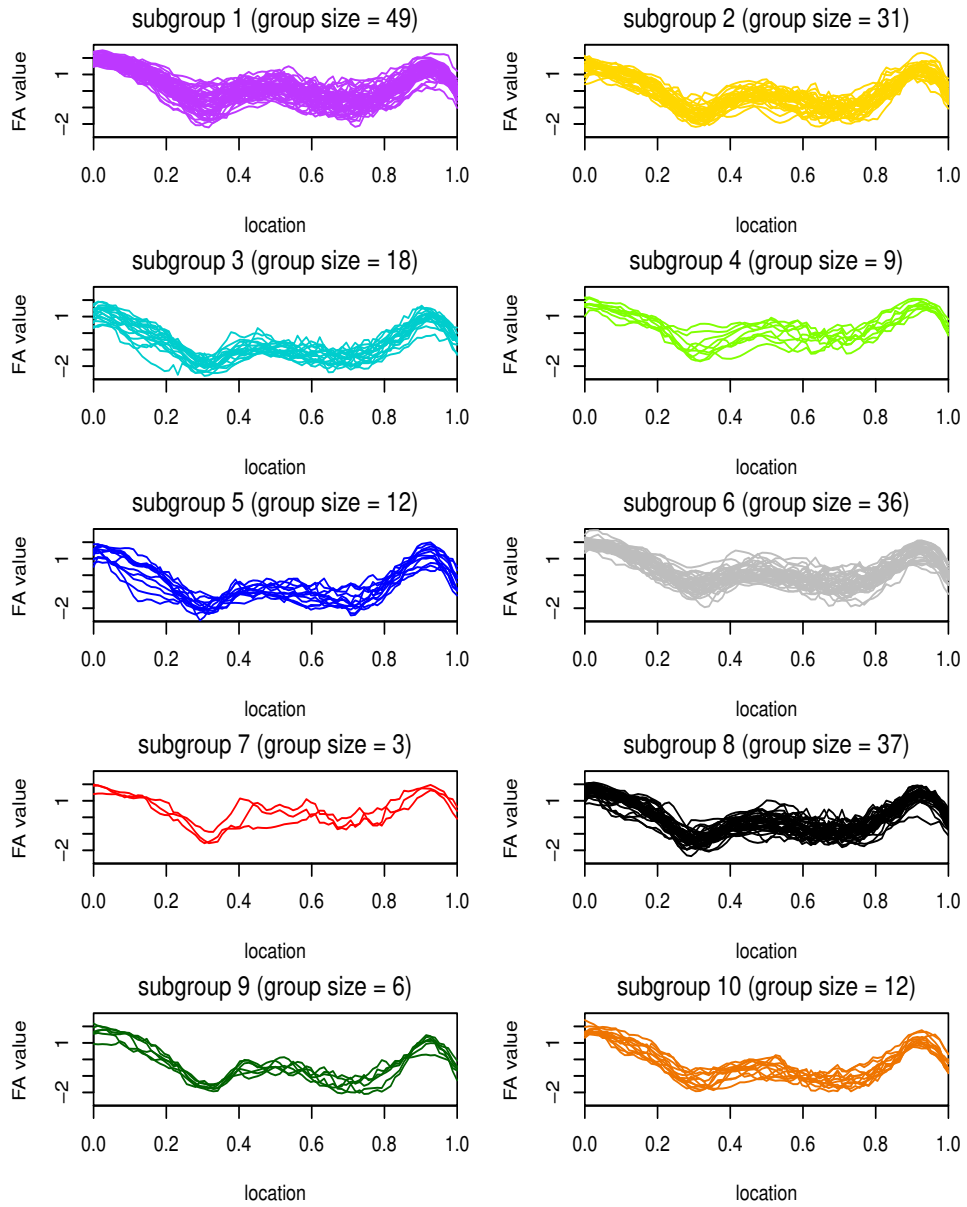 subgroup 1 (group size = 49)
FA value
1
−2
0.0 0.2 0.4 0.6 0.8 1.0
location
subgroup 2 (group size = 31)
FA value
1
−2
0.0 0.2 0.4 0.6 0.8 1.0
location
subgroup 3 (group size = 18)
FA value
1
−2
0.0 0.2 0.4 0.6 0.8 1.0
location
subgroup 4 (group size = 9)
FA value
1
−2
0.0 0.2 0.4 0.6 0.8 1.0
location
subgroup 5 (group size = 12)
FA value
1
−2
0.0 0.2 0.4 0.6 0.8 1.0
location
subgroup 6 (group size = 36)
FA value
1
−2
0.0 0.2 0.4 0.6 0.8 1.0
location
subgroup 7 (group size = 3)
FA value
1
−2
0.0 0.2 0.4 0.6 0.8 1.0
location
subgroup 8 (group size = 37)
FA value
1
−2
0.0 0.2 0.4 0.6 0.8 1.0
location
subgroup 9 (group size = 6)
FA value
1
−2
0.0 0.2 0.4 0.6 0.8 1.0
location
subgroup 10 (group size = 12)
FA value
1
−2
0.0 0.2 0.4 0.6 0.8 1.0
location